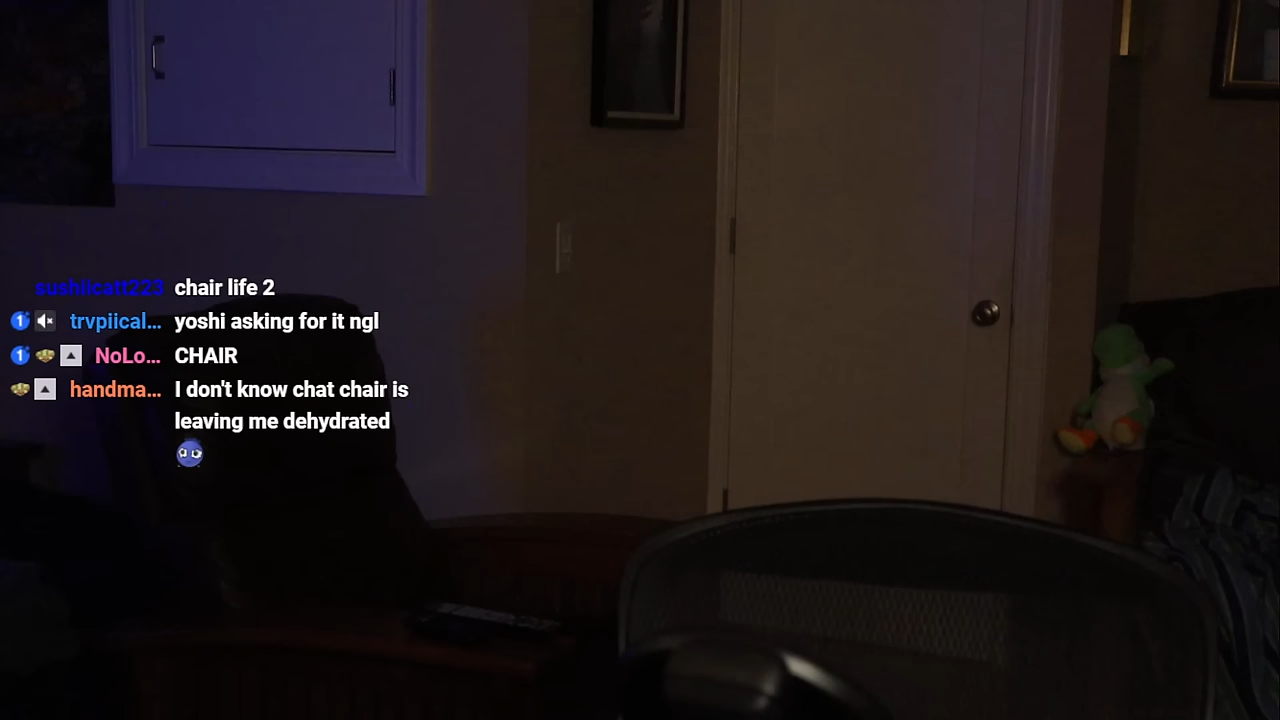 sushiicatt223 chair life 2
trvpiical... yoshi asking for it ngl
NoLo... CHAIR
handma... I don't know chat chair is
leaving me dehydrated